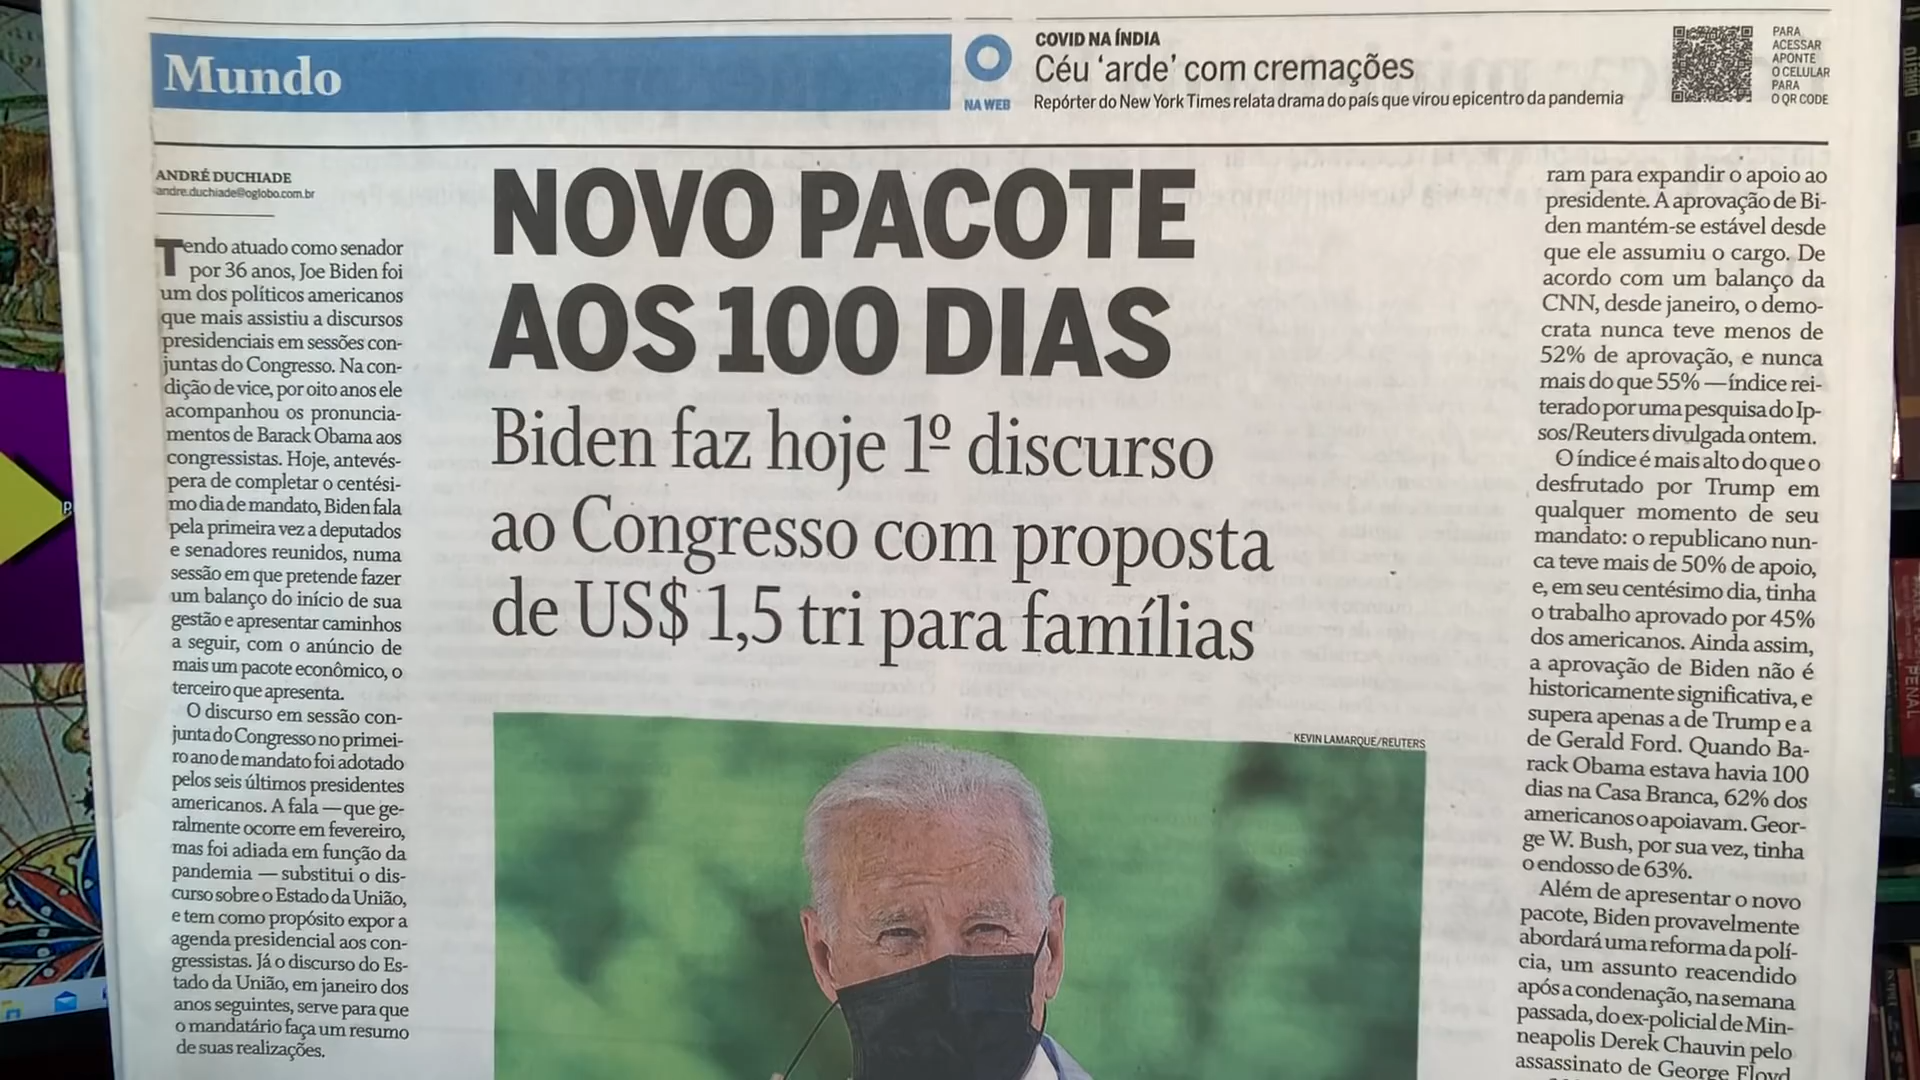 Mundo
NA WEB
COVID NA ÍNDIA
Céu 'arde' com cremações
Repórter do New York Times relata drama do país que virou epicentro da pandemia
PARA
ACESSAR
APONTE
O CELULAR
PARA
O QR CODE
ANDRÉ DUCHIADE
andre.duchiade@oglobo.com.br
NOVO PACOTE
AOS 100 DIAS
Biden faz hoje 1º discurso
ao Congresso com proposta
de US$ 1,5 tri para famílias
KEVIN LAMARQUE/REUTERS
Tendo atuado como senador
por 36 anos, Joe Biden foi
um dos políticos americanos
que mais assistiu a discursos
presidenciais em sessões con-
juntas do Congresso. Na con-
dição de vice, por oito anos ele
acompanhou os pronuncia-
mentos de Barack Obama aos
congressistas. Hoje, antevés-
pera de completar o centési-
mo dia de mandato, Biden fala
pela primeira vez a deputados
e senadores reunidos, numa
sessão em que pretende fazer
um balanço do início de sua
gestão e apresentar caminhos
a seguir, com o anúncio de
mais um pacote econômico, o
terceiro que apresenta.
O discurso em sessão con-
junta do Congresso no primei-
ro ano de mandato foi adotado
pelos seis últimos presidentes
americanos. A fala — que ge-
ralmente ocorre em fevereiro,
mas foi adiada em função da
pandemia — substitui o dis-
curso sobre o Estado da União,
e tem como propósito expor a
agenda presidencial aos con-
gressistas. Já o discurso do Es-
tado da União, em janeiro dos
anos seguintes, serve para que
o mandatário faça um resumo
de suas realizações.
ram para expandir o apoio ao
presidente. A aprovação de Bi-
den mantém-se estável desde
que ele assumiu o cargo. De
acordo com um balanço da
CNN, desde janeiro, o demo-
crata nunca teve menos de
52% de aprovação, e nunca
mais do que 55% — índice rei-
terado por uma pesquisa do Ip-
sos/Reuters divulgada ontem.
O índice é mais alto do que o
desfrutado por Trump em
qualquer momento de seu
mandato: o republicano nun-
ca teve mais de 50% de apoio,
e, em seu centésimo dia, tinha
o trabalho aprovado por 45%
dos americanos. Ainda assim,
a aprovação de Biden não é
historicamente significativa, e
supera apenas a de Trump e a
de Gerald Ford. Quando Ba-
rack Obama estava havia 100
dias na Casa Branca, 62% dos
americanos o apoiavam. Geor-
ge W. Bush, por sua vez, tinha
o endosso de 63%.
Além de apresentar o novo
pacote, Biden provavelmente
abordará uma reforma da polí-
cia, um assunto reacendido
após a condenação, na semana
passada, do ex-policial de Min-
neapolis Derek Chauvin pelo
assassinato de George Floyd
PENAL